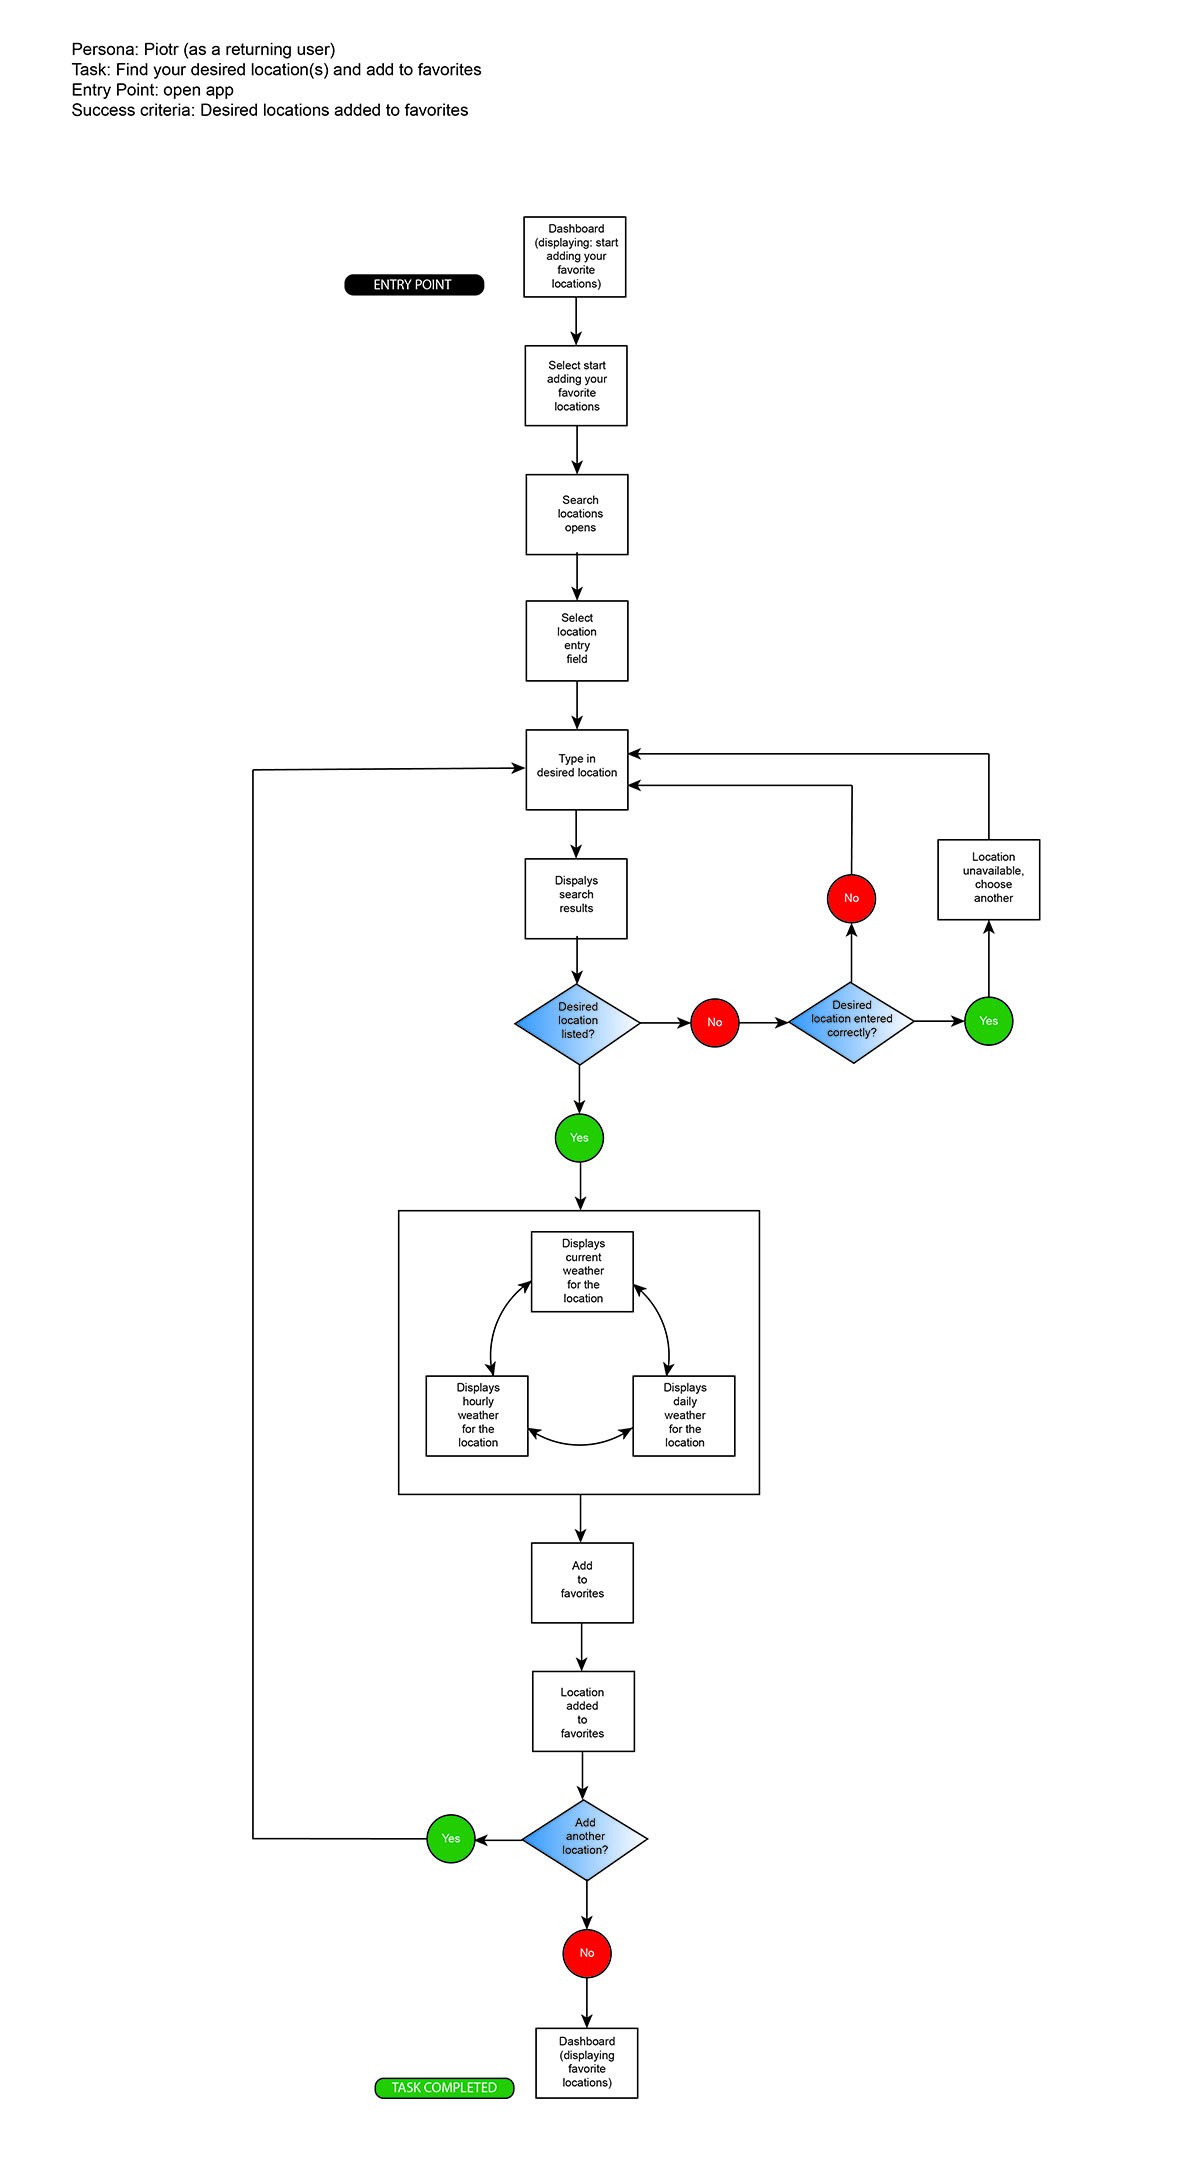 Persona: Piotr (as a returning user)
Task: Find your desired location(s) and add to favorites
Entry Point: open app
Success criteria: Desired locations added to favorites
Dashboard
(displaying: start
adding your
favorite
locations)
ENTRY POINT
Select start
adding your
favorite
locations
Search
locations
opens
Select
location
entry
field
Type in
desired location
Dispalys
search
results
Location
unavailable,
choose
another
No
Desired
location
listed?
No
Desired
location entered
correctly?
Yes
Yes
Displays
current
weather
for the
location
Displays
hourly
weather
for the
location
Displays
daily
weather
for the
location
Add
to
favorites
Location
added
to
favorites
Add
another
location?
Yes
No
Dashboard
(displaying
favorite
locations)
TASK COMPLETED